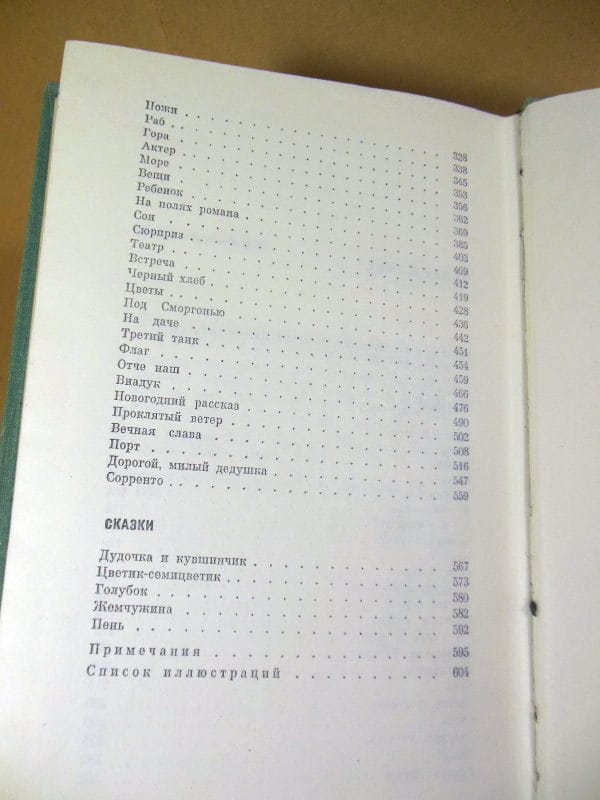 Ножи . . . . . . . . . . . . . . . 328
Раб . . . . . . . . . . . . . . . 338
Гора . . . . . . . . . . . . . . . 345
Актер . . . . . . . . . . . . . . . 353
Море . . . . . . . . . . . . . . . 356
Вещи . . . . . . . . . . . . . . . 362
Ребенок . . . . . . . . . . . . . . 369
На полях романа . . . . . . . . . . . 385
Сон . . . . . . . . . . . . . . . 403
Сюрприз . . . . . . . . . . . . . . 409
Театр . . . . . . . . . . . . . . . 412
Встреча . . . . . . . . . . . . . . 419
Черный хлеб . . . . . . . . . . . . . 428
Цветы . . . . . . . . . . . . . . . 436
Под Сморгонью . . . . . . . . . . . . 442
На даче . . . . . . . . . . . . . . 451
Третий танк . . . . . . . . . . . . . 454
Флаг . . . . . . . . . . . . . . . 459
Отче наш . . . . . . . . . . . . . . 466
Виадук . . . . . . . . . . . . . . 476
Новогодний рассказ . . . . . . . . . . 490
Проклятый ветер . . . . . . . . . . . 502
Вечная слава . . . . . . . . . . . . 508
Порт . . . . . . . . . . . . . . . 516
Дорогой, милый дедушка . . . . . . . . . 547
Сорренто . . . . . . . . . . . . . . 559
СКАЗКИ
Дудочка и кувшинчик . . . . . . . . . . 567
Цветик-семицветик . . . . . . . . . . . 573
Голубок . . . . . . . . . . . . . . 580
Жемчужина . . . . . . . . . . . . . . 582
Пень . . . . . . . . . . . . . . . 592
Примечания . . . . . . . . . . . . . 595
Список иллюстраций . . . . . . . . . . 604